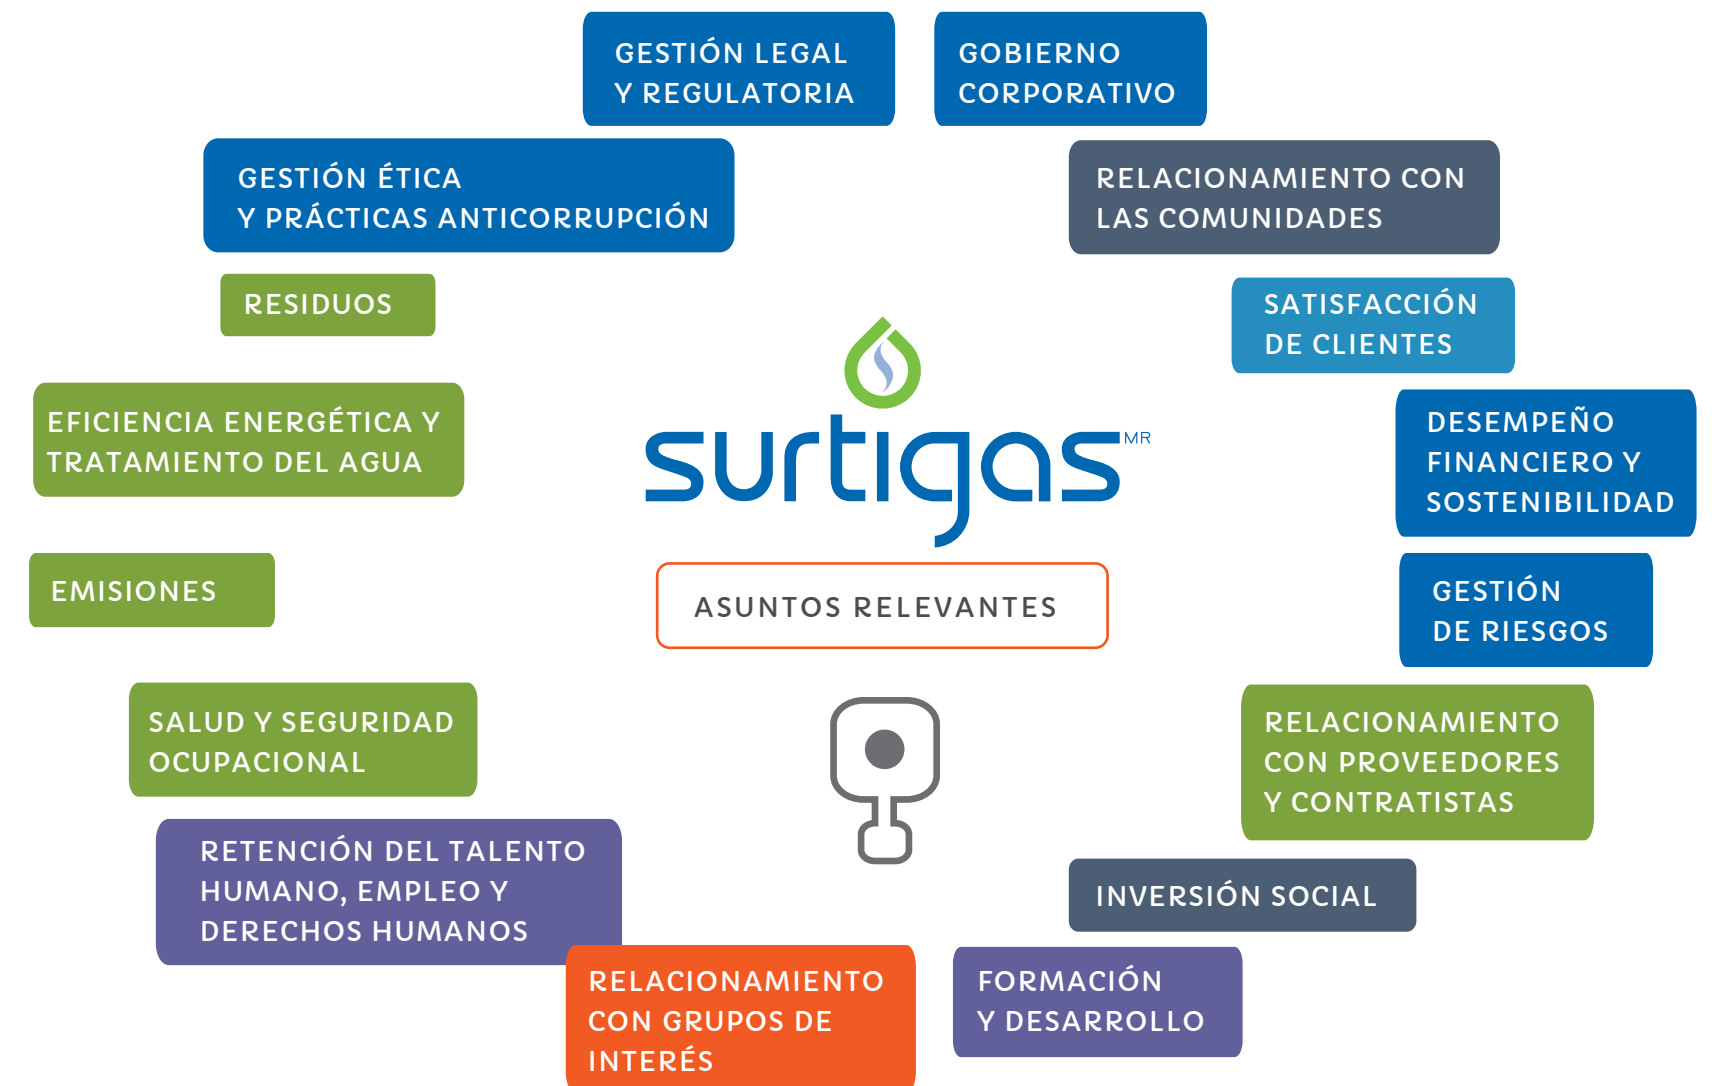 GESTIÓN LEGAL
Y REGULATORIA
GOBIERNO
CORPORATIVO
GESTIÓN ÉTICA
Y PRÁCTICAS ANTICORRUPCIÓN
RELACIONAMIENTO CON
LAS COMUNIDADES
RESIDUOS
SATISFACCIÓN
DE CLIENTES
EFICIENCIA ENERGÉTICA Y
TRATAMIENTO DEL AGUA
surtigas MR
DESEMPEÑO
FINANCIERO Y
SOSTENIBILIDAD
EMISIONES
ASUNTOS RELEVANTES
GESTIÓN
DE RIESGOS
SALUD Y SEGURIDAD
OCUPACIONAL
RELACIONAMIENTO
CON PROVEEDORES
Y CONTRATISTAS
RETENCIÓN DEL TALENTO
HUMANO, EMPLEO Y
DERECHOS HUMANOS
INVERSIÓN SOCIAL
RELACIONAMIENTO
CON GRUPOS DE
INTERÉS
FORMACIÓN
Y DESARROLLO